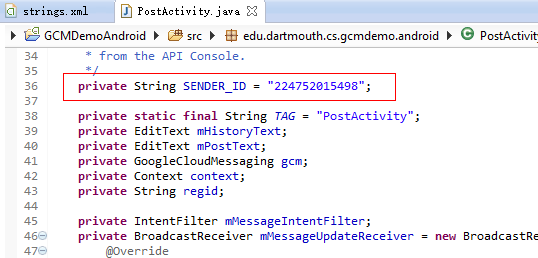 strings.xml
PostActivity.java
GCMDemoAndroid
src
edu.dartmouth.cs.gcmdemo.android
PostActivity
34 * from the API Console.
35 */
36 private String SENDER_ID = "224752015498";
37
38 private static final String TAG = "PostActivity";
39 private EditText mHistoryText;
40 private EditText mPostText;
41 GoogleCloudMessaging gcm;
42 private Context context;
43 private String regid;
44
45 private IntentFilter mMessageIntentFilter;
46 private BroadcastReceiver mMessageUpdateReceiver = new BroadcastRec
47 @Override